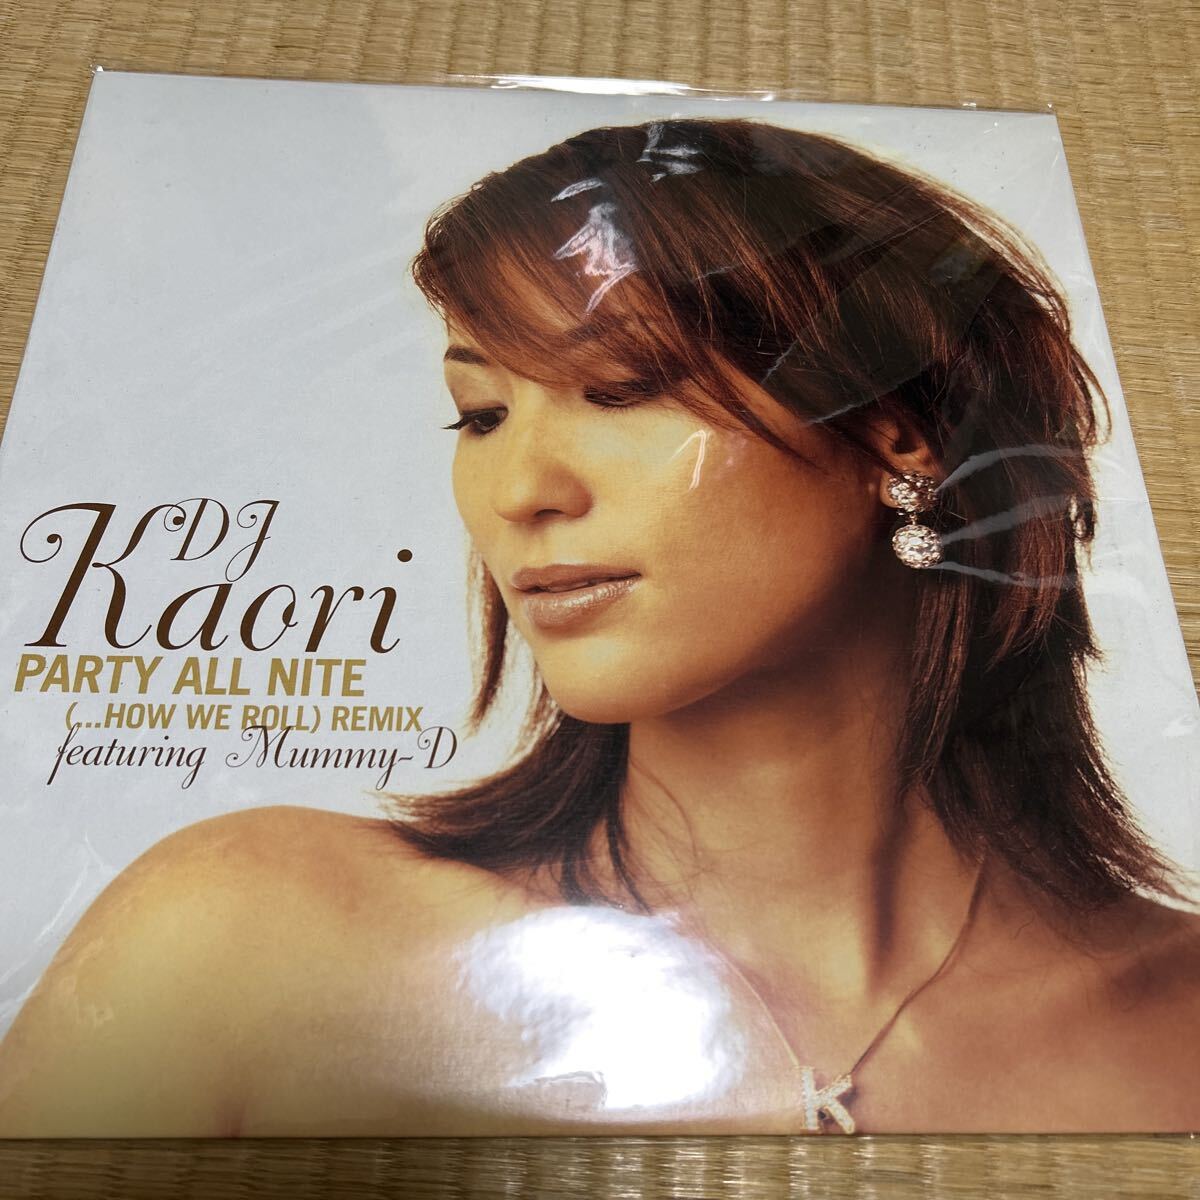 DJ
Kaori
PARTY ALL NITE
(...HOW WE ROLL) REMIX
featuring Mummy-D
K